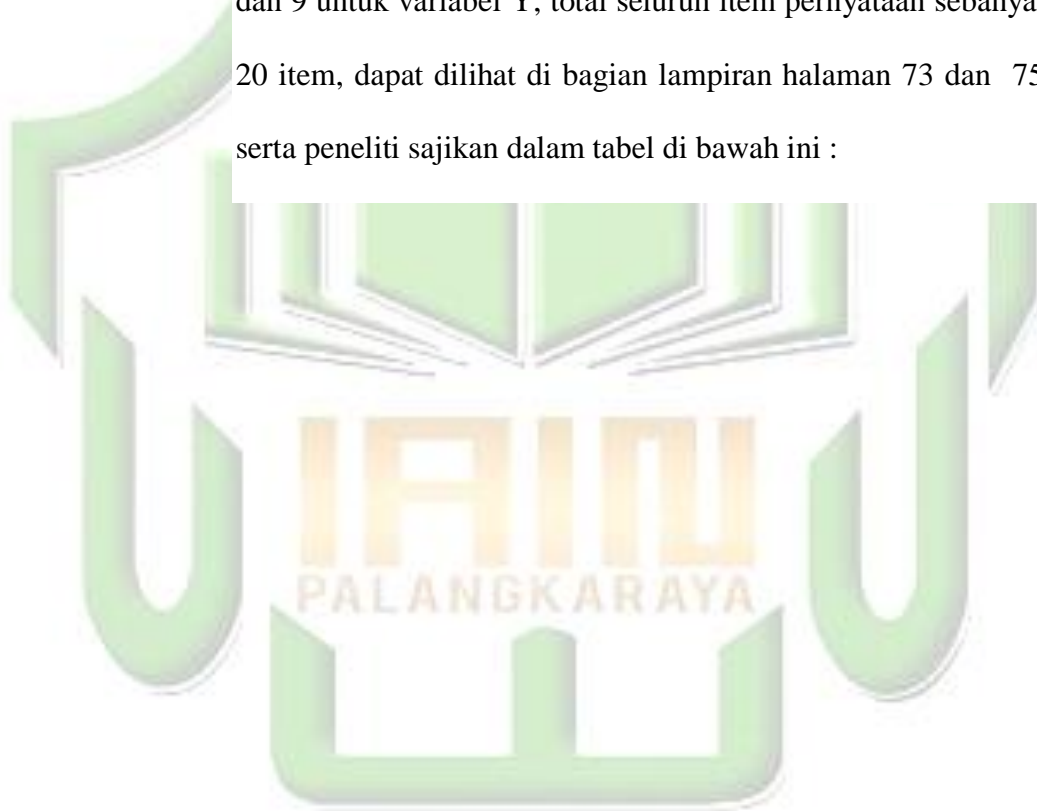 dan 9 untuk variabel Y, total seluruh item pernyataan
20 item, dapat dilihat di bagian lampiran halaman 73 dan 75
serta peneliti sajikan dalam tabel di bawah ini :
IAIN
PALANGKARAYA